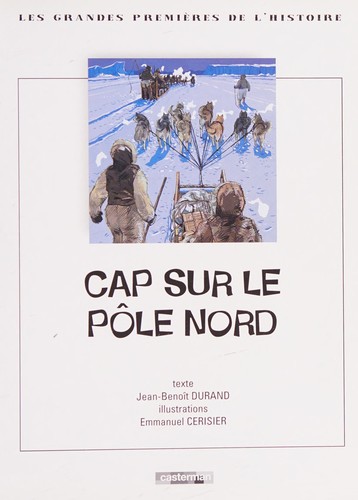 LES GRANDES PREMIÈRES DE L'HISTOIRE
CAP SUR LE
PÔLE NORD
texte
Jean-Benoît DURAND
illustrations
Emmanuel CERISIER
casterman